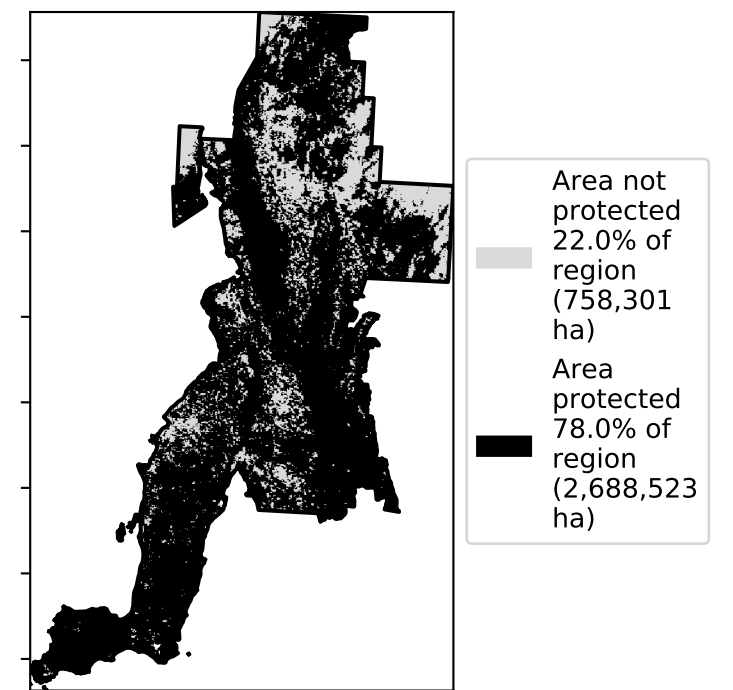 Area not
protected
22.0% of
region
(758,301
ha)
Area
protected
78.0% of
region
(2,688,523
ha)